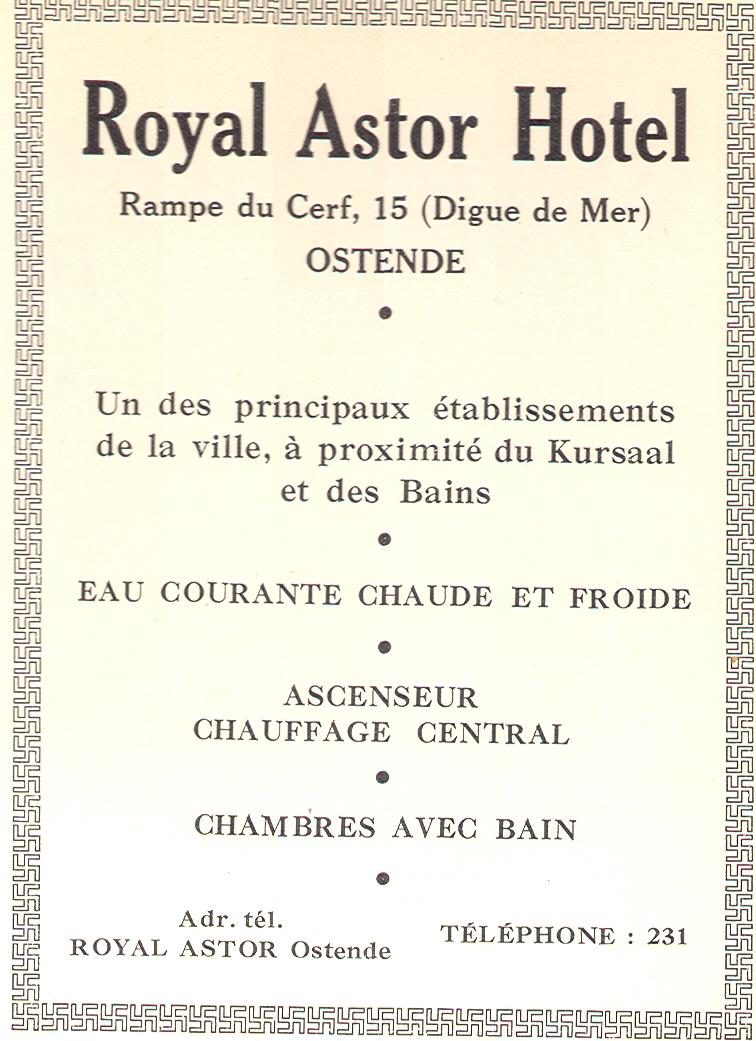 Royal Astor Hotel
Rampe du Cerf, 15 (Digue de Mer)
OSTENDE
Un des principaux établissements
de la ville, à proximité du Kursaal
et des Bains
EAU COURANTE CHAUDE ET FROIDE
ASCENSEUR
CHAUFFAGE CENTRAL
CHAMBRES AVEC BAIN
Adr. tél.
ROYAL ASTOR Ostende
TÉLÉPHONE : 231